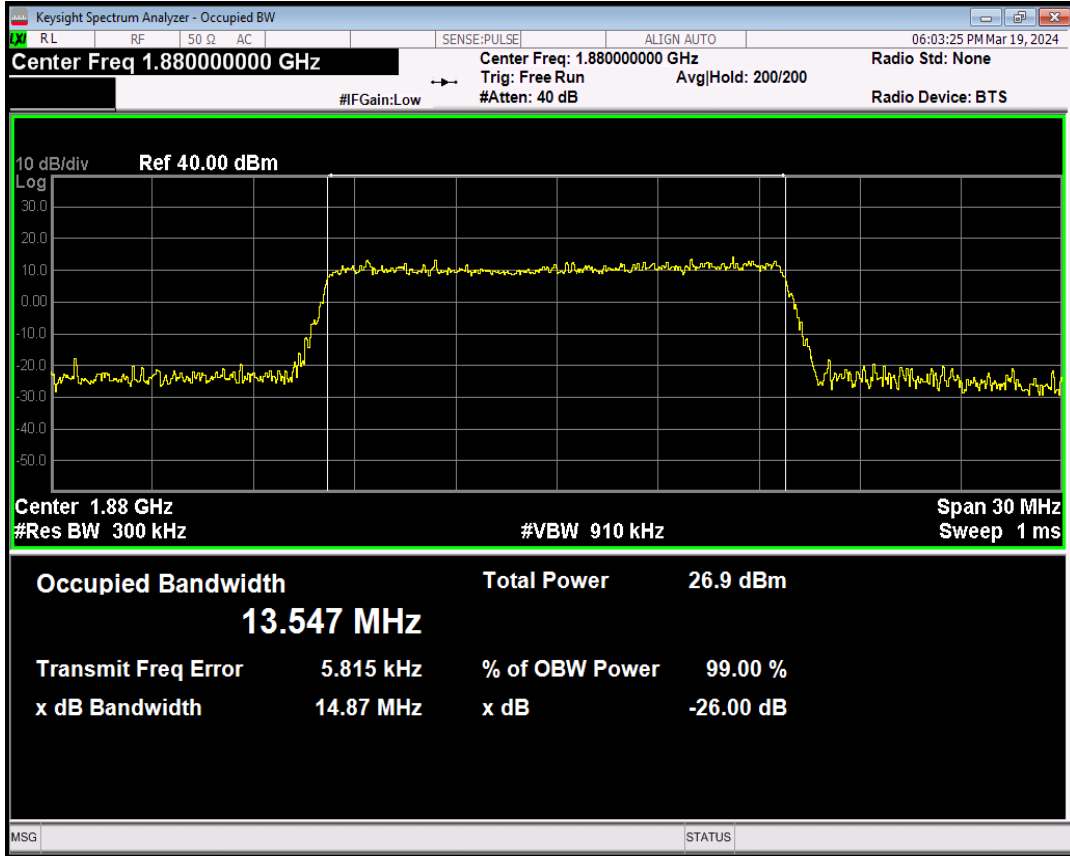 Keysight Spectrum Analyzer - Occupied BW
LXI RL RF 50 Ω AC SENSE:PULSE ALIGN AUTO 06:03:25 PM Mar 19, 2024
Center Freq 1.880000000 GHz Center Freq: 1.880000000 GHz Radio Std: None
Trig: Free Run Avg|Hold: 200/200
#IFGain:Low #Atten: 40 dB Radio Device: BTS
10 dB/div Ref 40.00 dBm
Log
30.0
20.0
10.0
0.00
-10.0
-20.0
-30.0
-40.0
-50.0
Center 1.88 GHz Span 30 MHz
#Res BW 300 kHz #VBW 910 kHz Sweep 1 ms
Occupied Bandwidth Total Power 26.9 dBm
13.547 MHz
Transmit Freq Error 5.815 kHz % of OBW Power 99.00 %
x dB Bandwidth 14.87 MHz x dB -26.00 dB
MSG STATUS